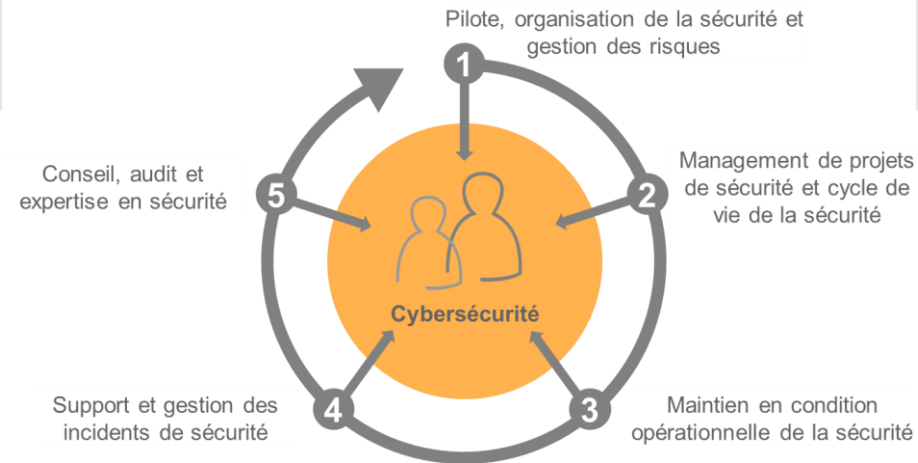 Pilote, organisation de la sécurité et
gestion des risques
1
Management de projets
de sécurité et cycle de
vie de la sécurité
2
Maintien en condition
opérationnelle de la sécurité
3
Support et gestion des
incidents de sécurité
4
Conseil, audit et
expertise en sécurité
5
Cybersécurité